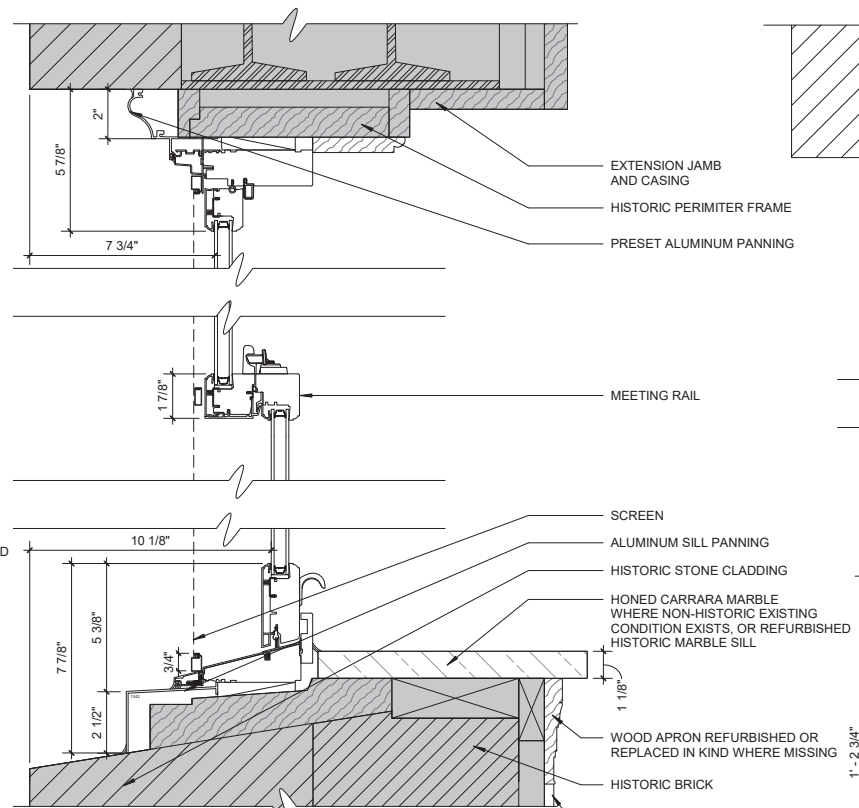 2"
5 7/8"
7 3/4"
EXTENSION JAMB
AND CASING
HISTORIC PERIMITER FRAME
PRESET ALUMINUM PANNING
1 7/8"
MEETING RAIL
SCREEN
ALUMINUM SILL PANNING
HISTORIC STONE CLADDING
HONED CARRARA MARBLE
WHERE NON-HISTORIC EXISTING
CONDITION EXISTS, OR REFURBISHED
HISTORIC MARBLE SILL
D
10 1/8"
7 7/8"
5 3/8"
3/4"
2 1/2"
1 1/8"
WOOD APRON REFURBISHED OR
REPLACED IN KIND WHERE MISSING
HISTORIC BRICK
1' - 2 3/4"